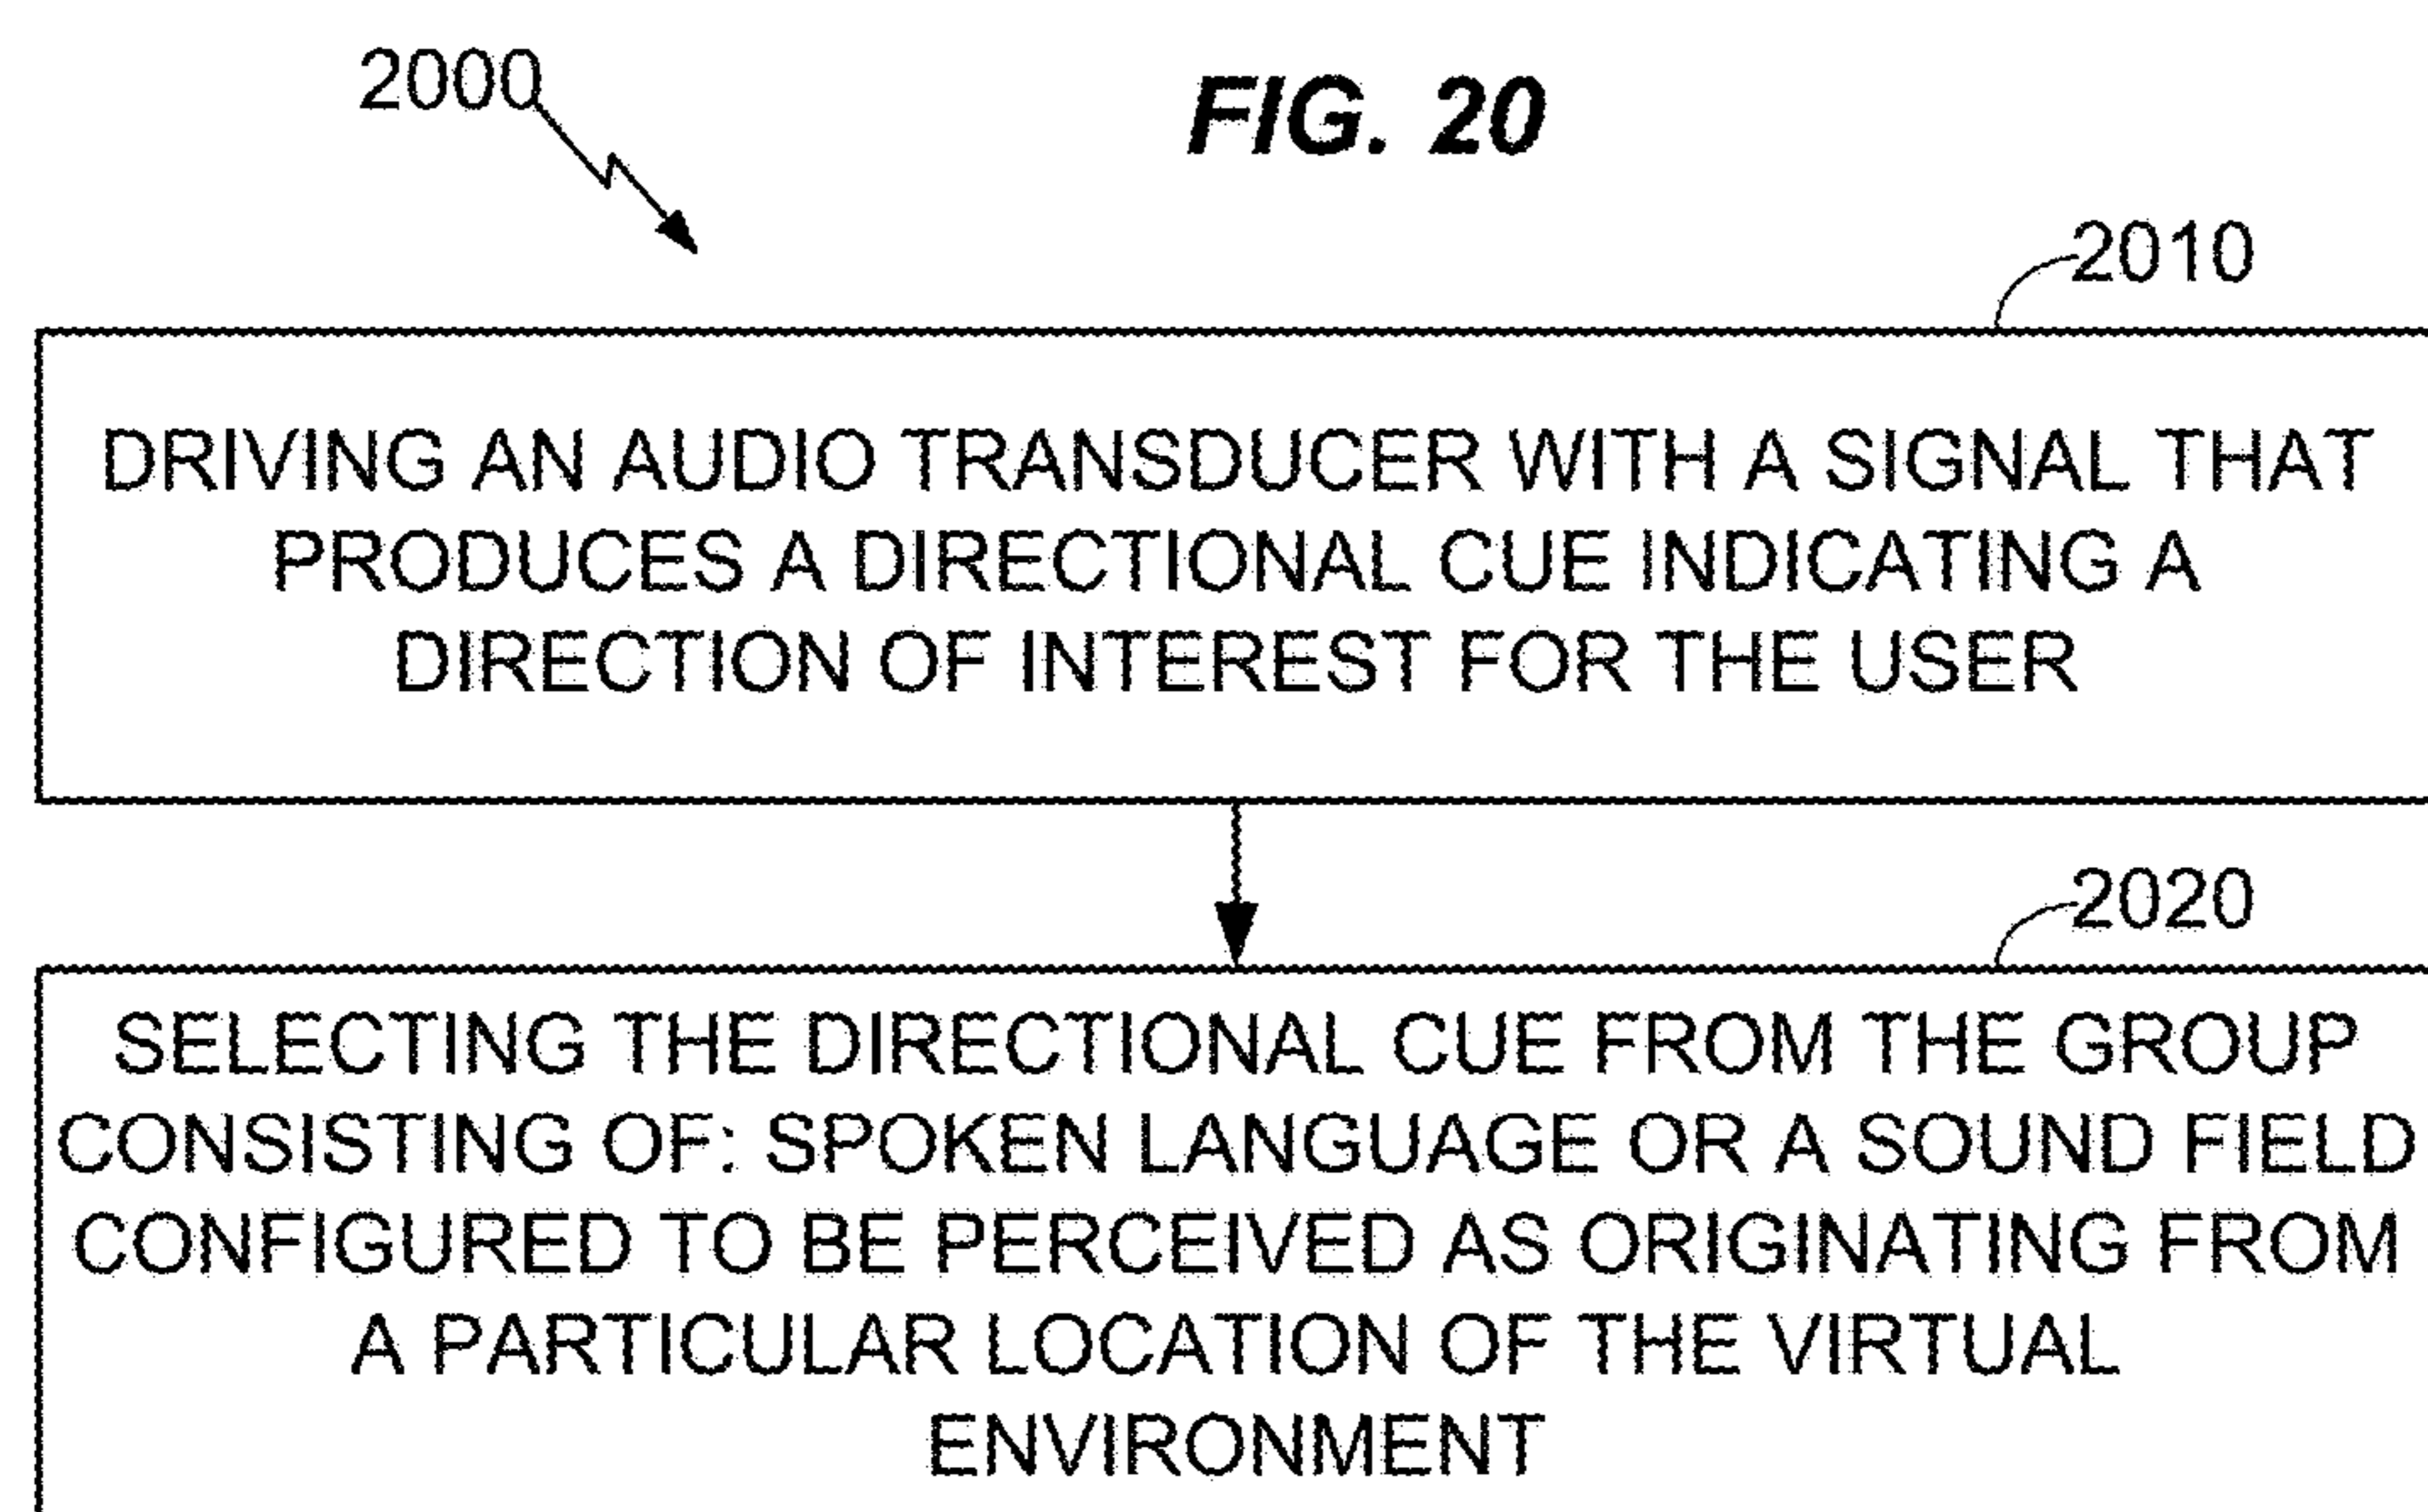 2000
FIG. 20
2010
DRIVING AN AUDIO TRANSDUCER WITH A SIGNAL THAT
PRODUCES A DIRECTIONAL CUE INDICATING A
DIRECTION OF INTEREST FOR THE USER
2020
SELECTING THE DIRECTIONAL CUE FROM THE GROUP
CONSISTING OF: SPOKEN LANGUAGE OR A SOUND FIELD
CONFIGURED TO BE PERCEIVED AS ORIGINATING FROM
A PARTICULAR LOCATION OF THE VIRTUAL
ENVIRONMENT